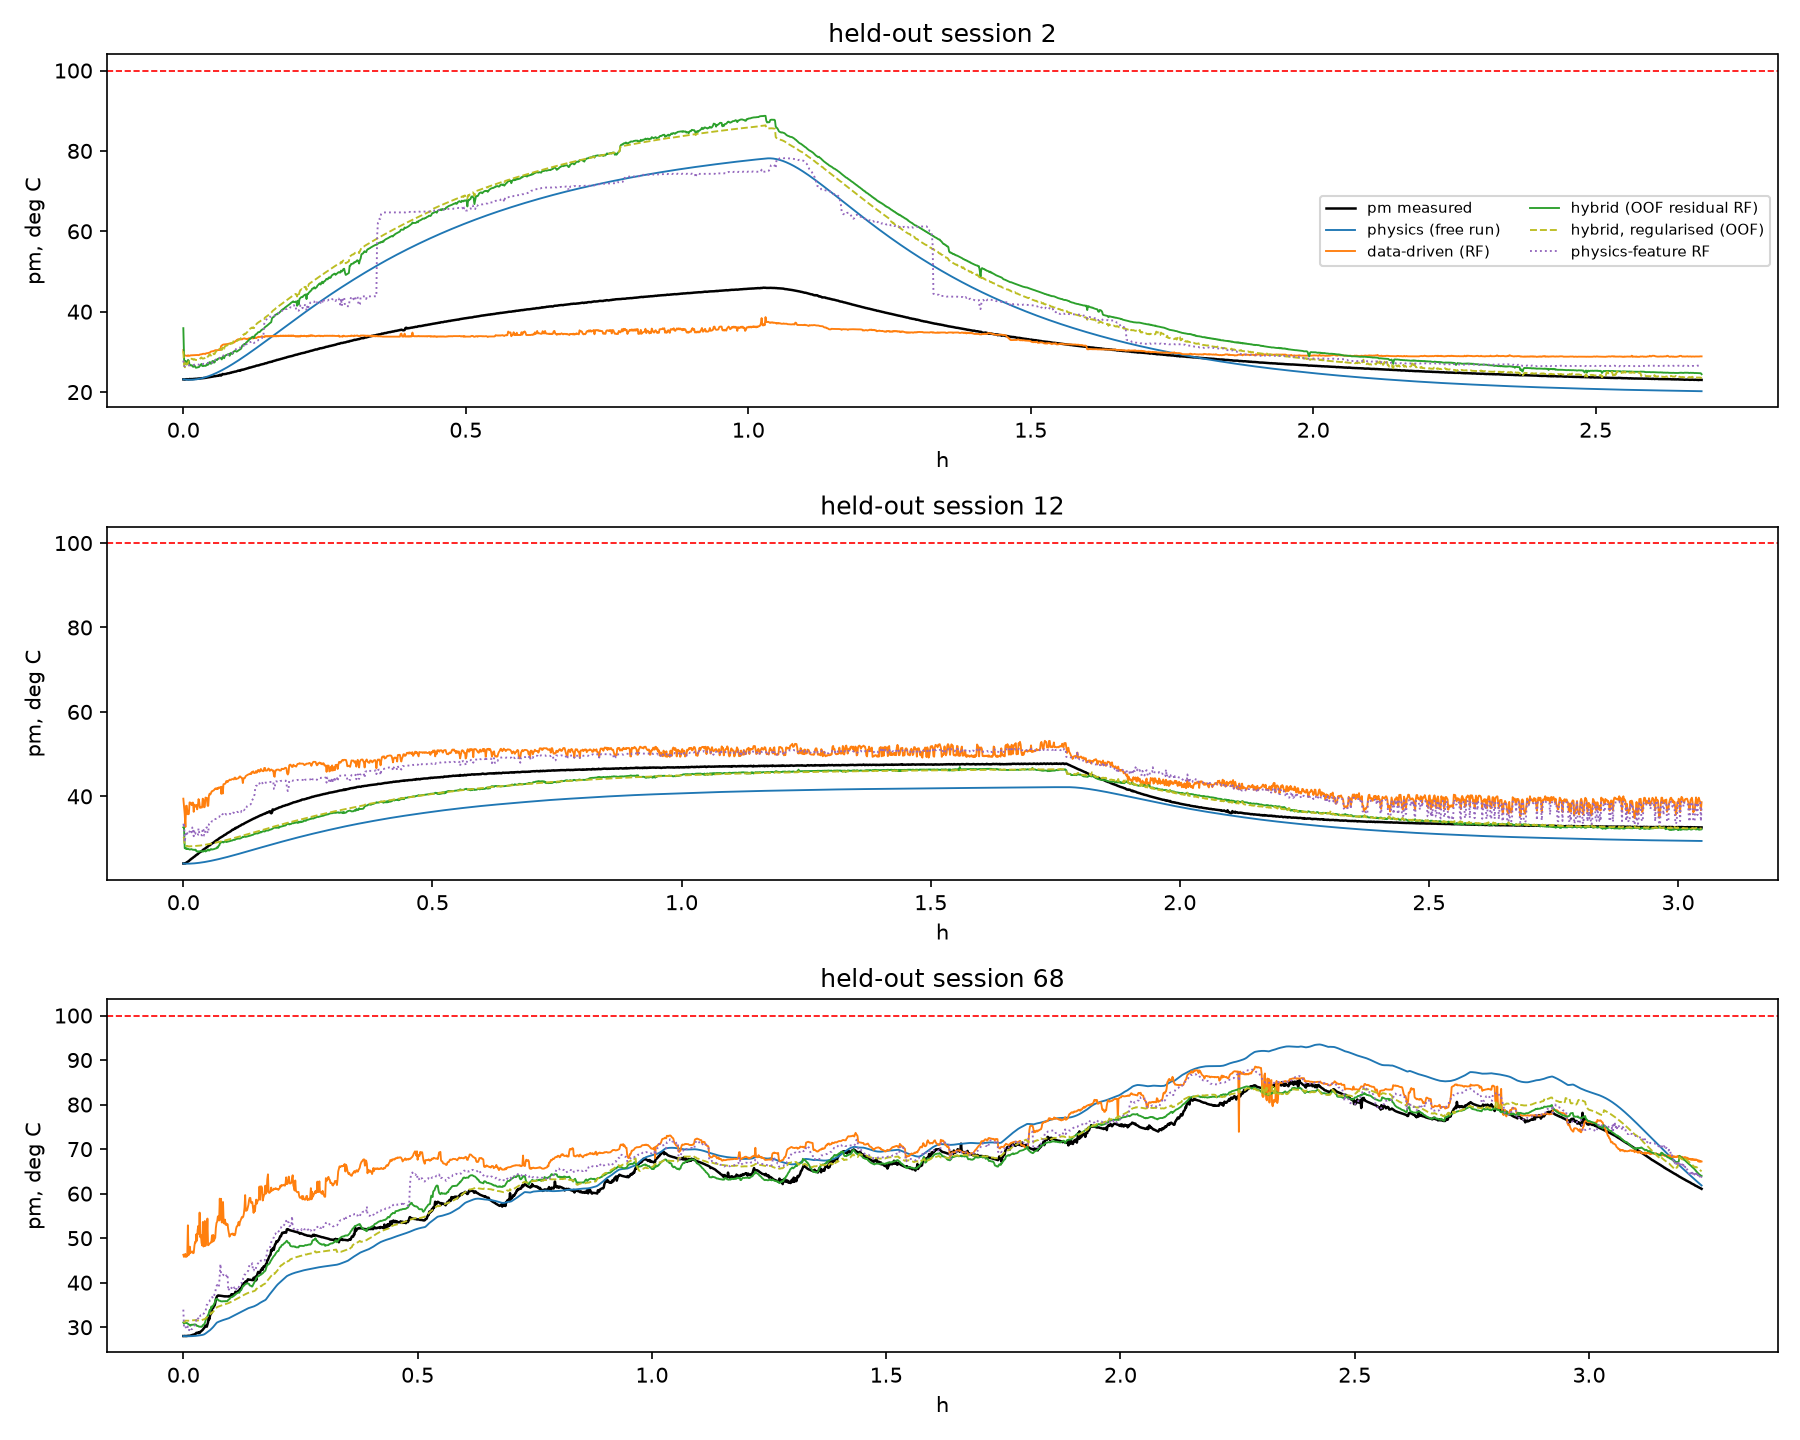 held-out session 2
100
80
60
40
20
pm, deg C
pm measured
physics (free run)
data-driven (RF)
hybrid (OOF residual RF)
hybrid, regularised (OOF)
physics-feature RF
0.0 0.5 1.0 1.5 2.0 2.5
h
held-out session 12
100
80
60
40
pm, deg C
0.0 0.5 1.0 1.5 2.0 2.5 3.0
h
held-out session 68
100
90
80
70
60
50
40
30
pm, deg C
0.0 0.5 1.0 1.5 2.0 2.5 3.0
h